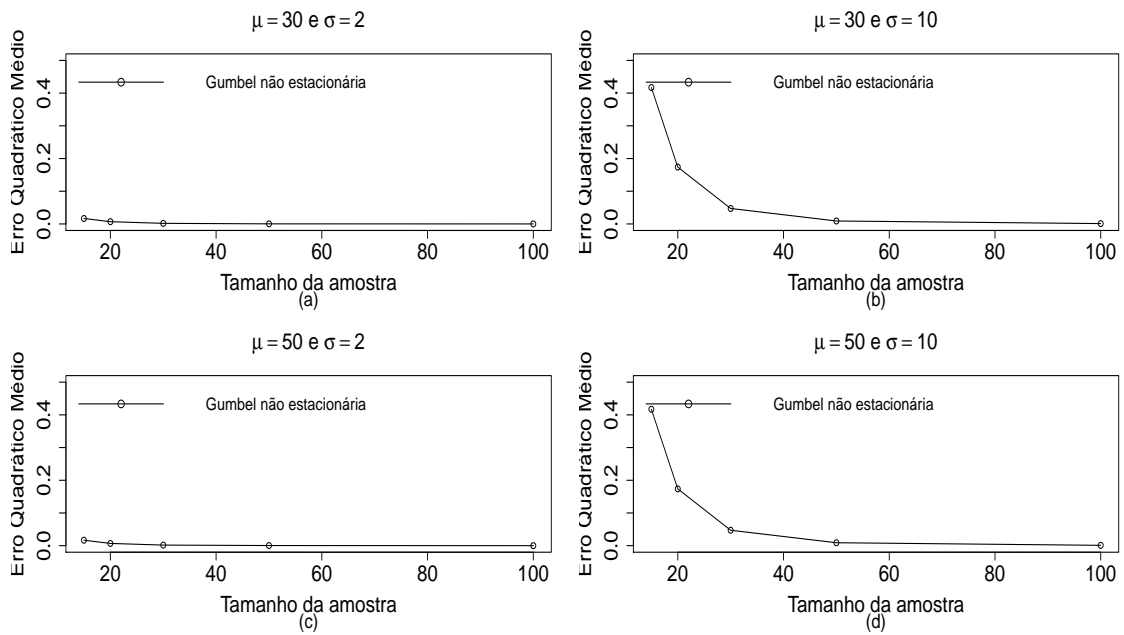 μ = 30 e σ = 2
Erro Quadrático Médio
0.0 0.2 0.4
Gumbel não estacionária
20 40 60 80 100
Tamanho da amostra
(a)
μ = 30 e σ = 10
Erro Quadrático Médio
0.0 0.2 0.4
Gumbel não estacionária
20 40 60 80 100
Tamanho da amostra
(b)
μ = 50 e σ = 2
Erro Quadrático Médio
0.0 0.2 0.4
Gumbel não estacionária
20 40 60 80 100
Tamanho da amostra
(c)
μ = 50 e σ = 10
Erro Quadrático Médio
0.0 0.2 0.4
Gumbel não estacionária
20 40 60 80 100
Tamanho da amostra
(d)